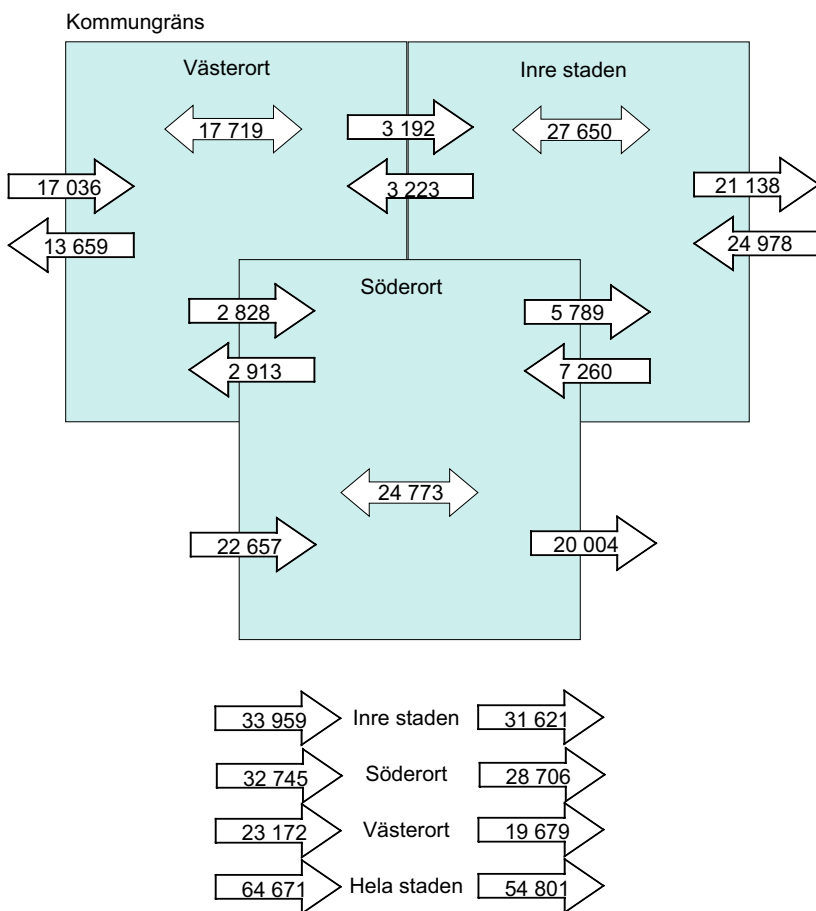 Kommungräns
Västerort
Inre staden
17 719
3 192
27 650
17 036
3 223
21 138
13 659
24 978
Söderort
2 828
5 789
2 913
7 260
24 773
22 657
20 004
33 959 Inre staden 31 621
32 745 Söderort 28 706
23 172 Västerort 19 679
64 671 Hela staden 54 801